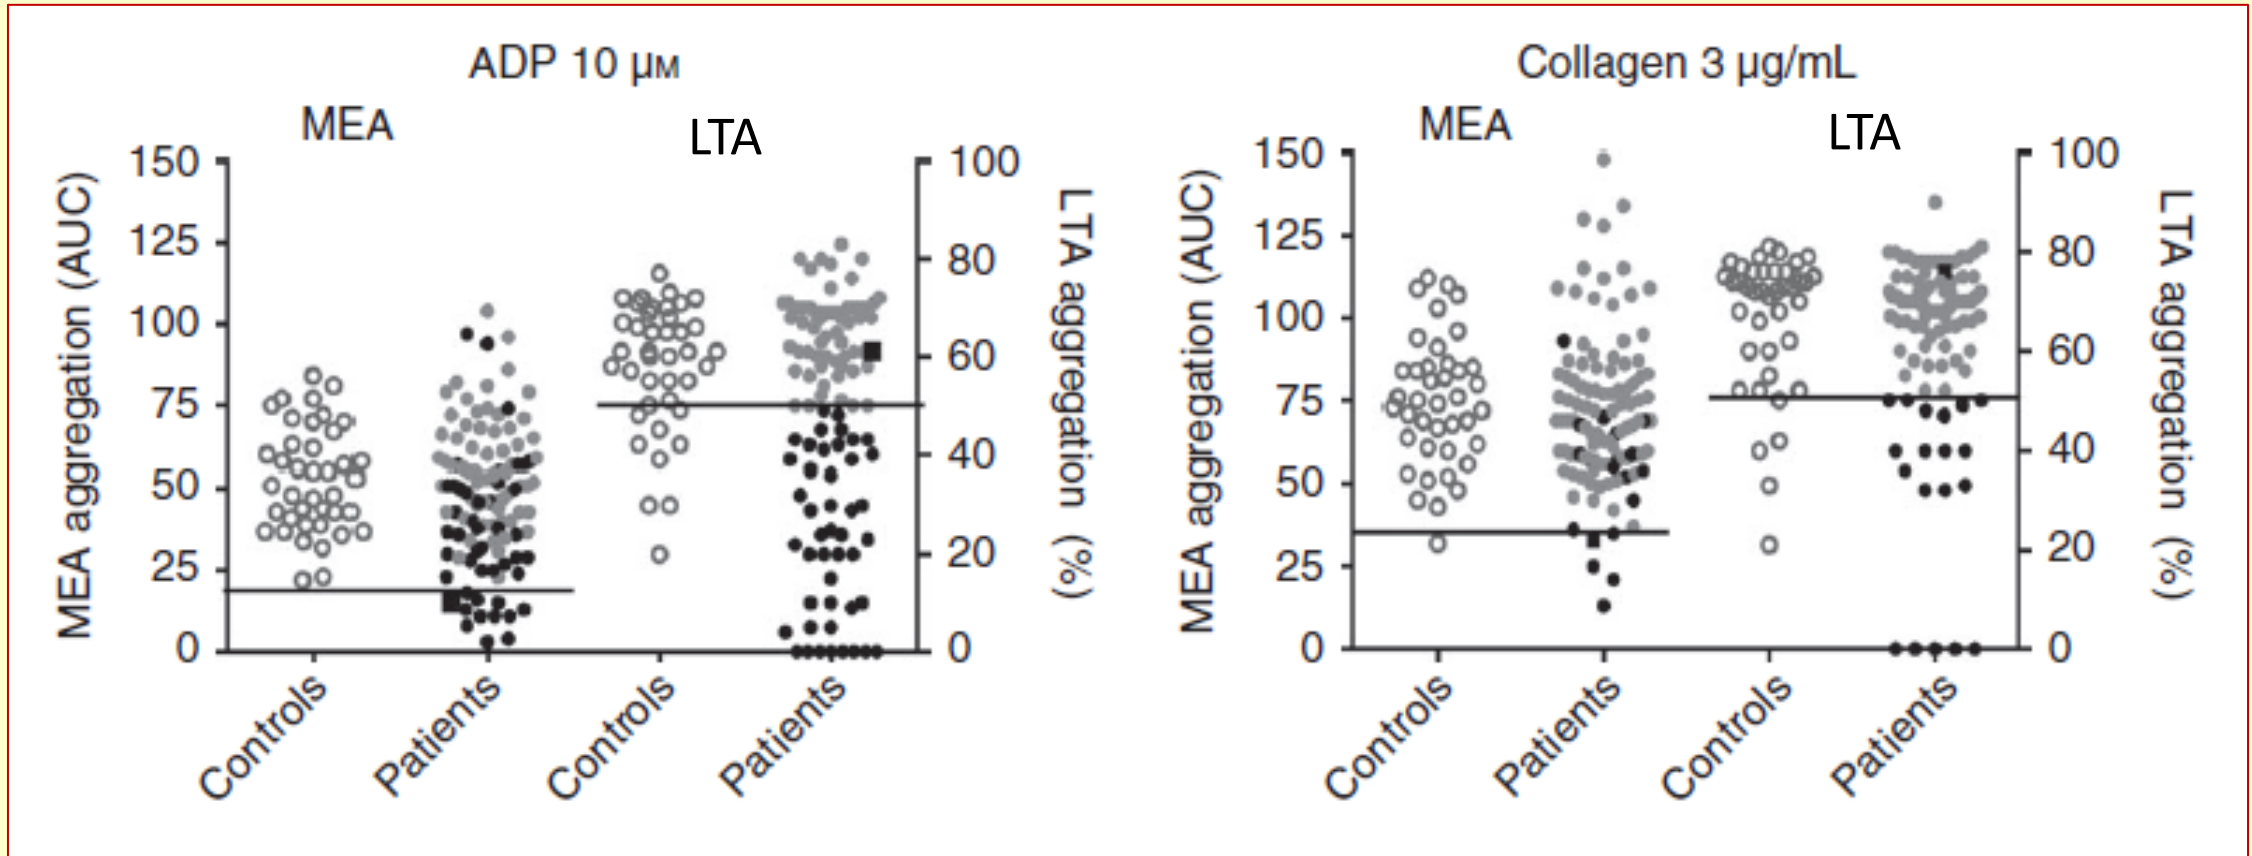 ADP 10 µM
MEA
LTA
MEA aggregation (AUC)
150
125
100
75
50
25
0
100
80
60
40
20
0
LTA aggregation (%)
Controls
Patients
Controls
Patients
Collagen 3 µg/mL
MEA
LTA
MEA aggregation (AUC)
150
125
100
75
50
25
0
100
80
60
40
20
0
LTA aggregation (%)
Controls
Patients
Controls
Patients